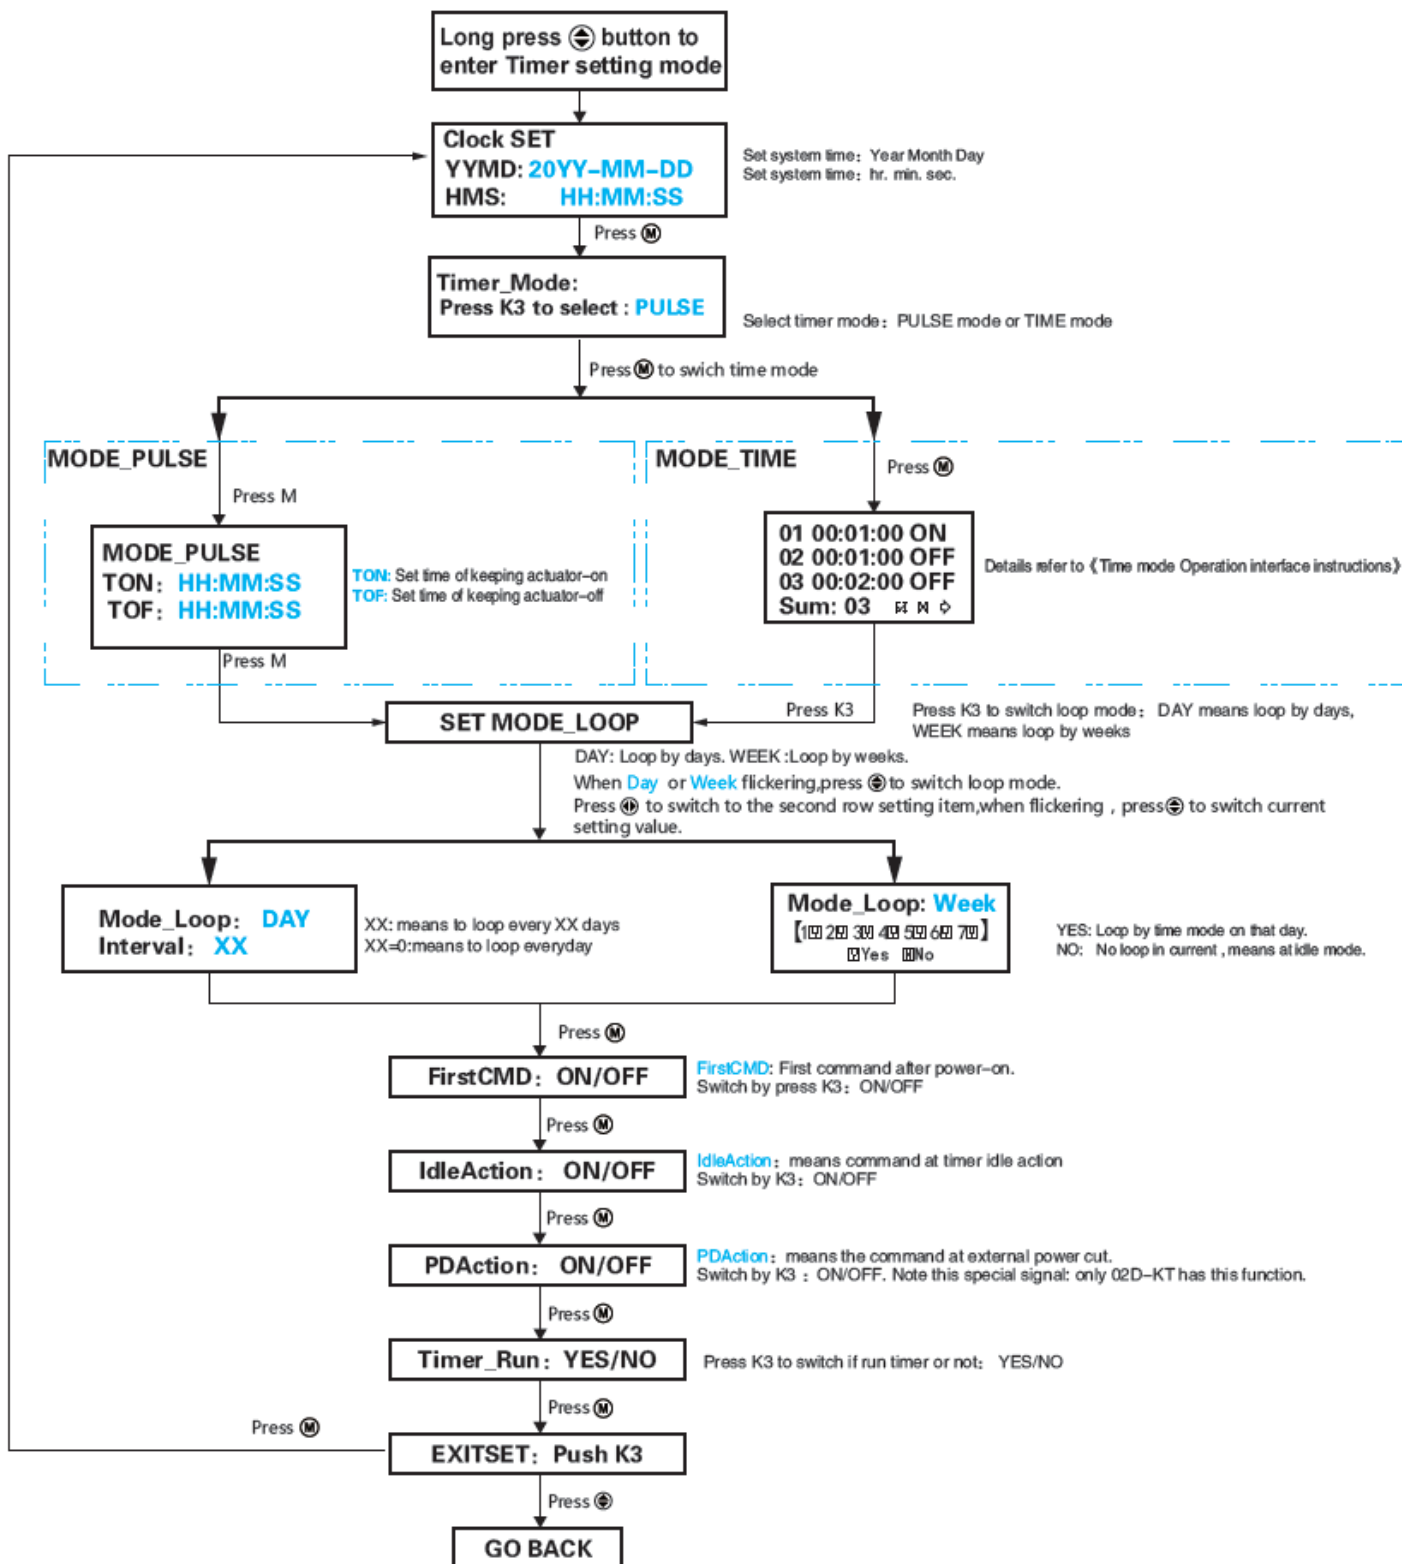 Long press button to
enter Timer setting mode
Clock SET
YYMD: 20YY-MM-DD
HMS: HH:MM:SS
Set system time: Year Month Day
Set system time: hr. min. sec.
Press M
Timer_Mode:
Press K3 to select : PULSE
Select timer mode: PULSE mode or TIME mode
Press M to swich time mode
MODE_PULSE
MODE_TIME
Press M
Press M
MODE_PULSE
TON: HH:MM:SS
TOF: HH:MM:SS
TON: Set time of keeping actuator-on
TOF: Set time of keeping actuator-off
01 00:01:00 ON
02 00:01:00 OFF
03 00:02:00 OFF
Sum: 03
Details refer to 《Time mode Operation interface instructions》
Press M
SET MODE_LOOP
Press K3
Press K3 to switch loop mode: DAY means loop by days,
WEEK means loop by weeks
DAY: Loop by days. WEEK :Loop by weeks.
When Day or Week flickering,press to switch loop mode.
Press to switch to the second row setting item,when flickering , press to switch current
setting value.
Mode_Loop: DAY
Interval: XX
XX: means to loop every XX days
XX=0:means to loop everyday
Mode_Loop: Week
【1Y 2Y 3Y 4Y 5Y 6Y 7Y】
Y Yes N No
YES: Loop by time mode on that day.
NO: No loop in current , means at idle mode.
Press M
FirstCMD: ON/OFF
FirstCMD: First command after power-on.
Switch by press K3: ON/OFF
Press M
IdleAction: ON/OFF
IdleAction: means command at timer idle action
Switch by K3: ON/OFF
Press M
PDAction: ON/OFF
PDAction: means the command at external power cut.
Switch by K3 : ON/OFF. Note this special signal: only 02D-KT has this function.
Press M
Timer_Run: YES/NO
Press K3 to switch if run timer or not: YES/NO
Press M
Press M
EXITSET: Push K3
Press
GO BACK